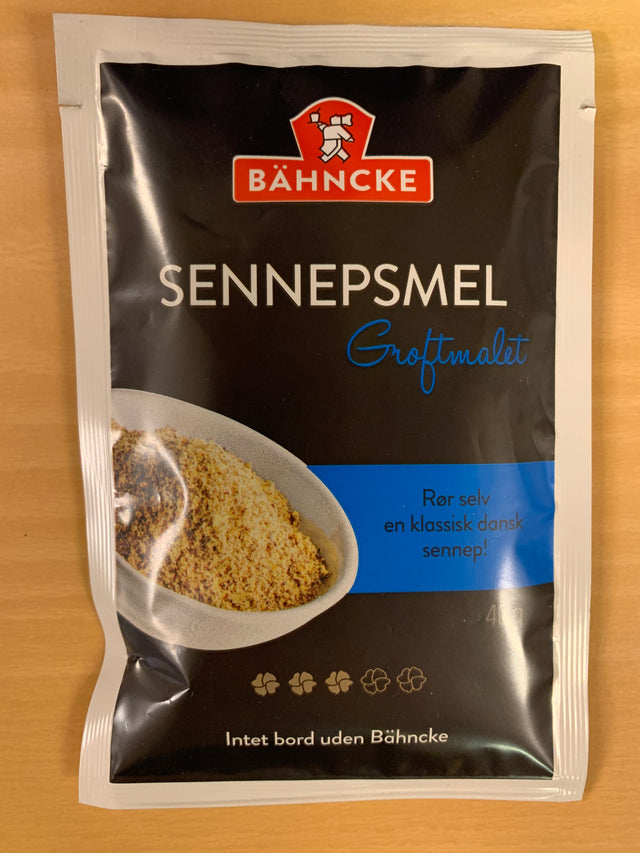 BÄHNCKE
SENNEPSMEL
Groftmalet
Rør selv
en klassisk dansk
sennep!
Intet bord uden Bähncke